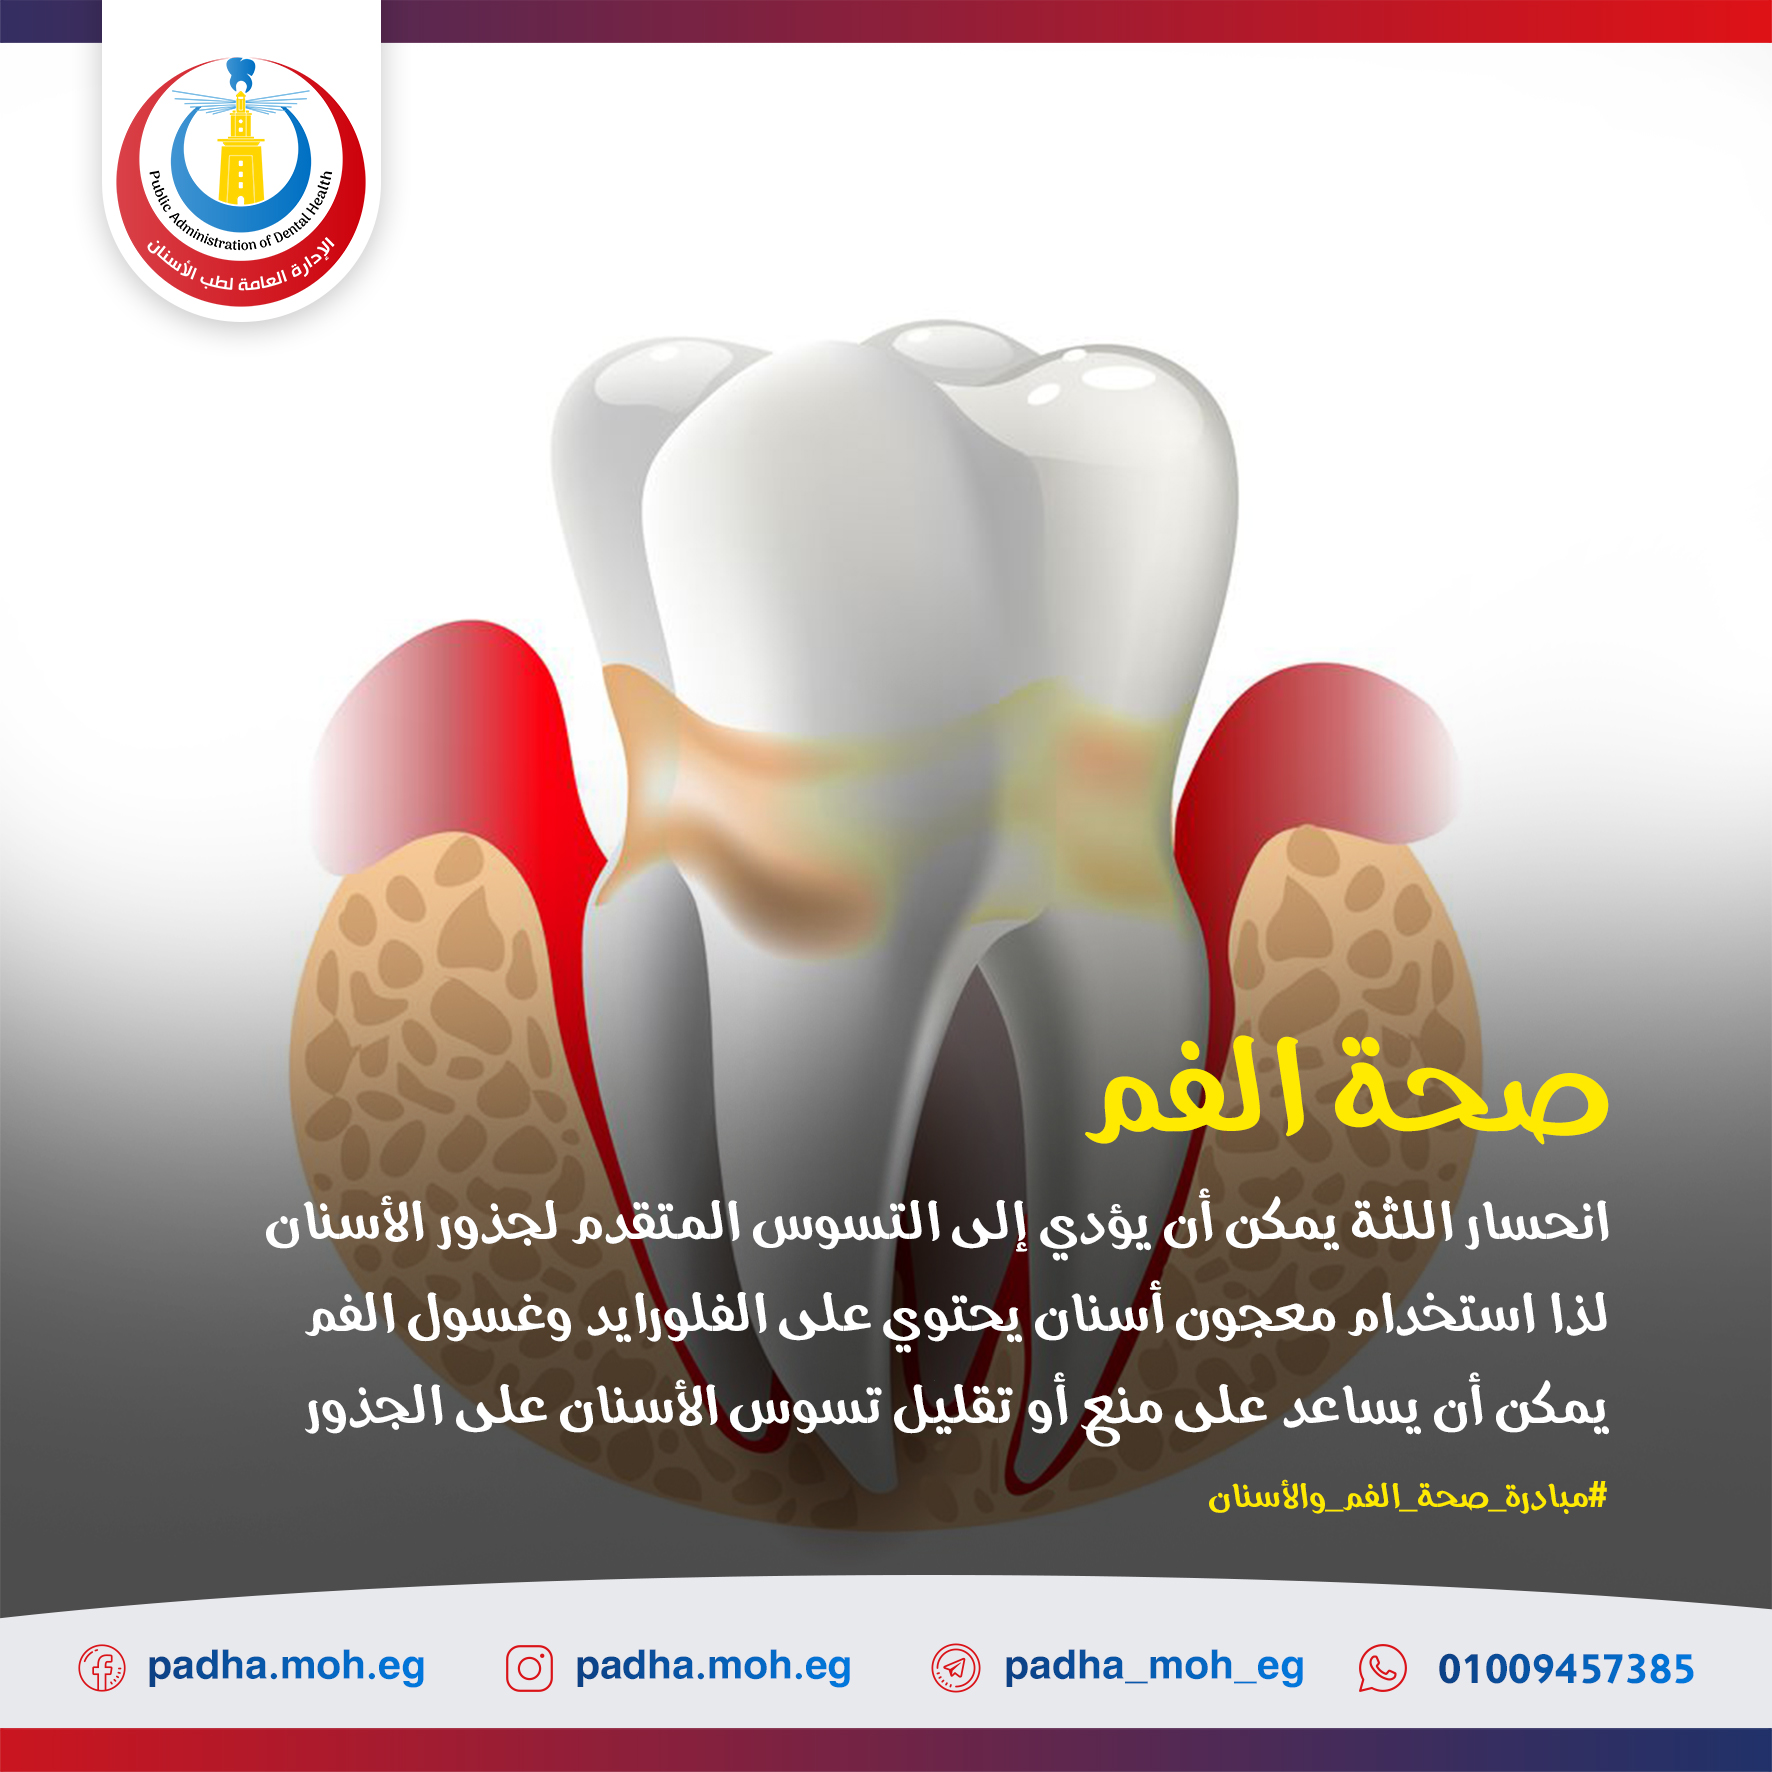 Public Administration of Dental Health
الإدارة العامة لطب الأسنان
صحة الفم
انحسار اللثة يمكن أن يؤدي إلى التسوس المتقدم لجذور الأسنان
لذا استخدام معجون أسنان يحتوي على الفلورايد وغسول الفم
يمكن أن يساعد على منع أو تقليل تسوس الأسنان على الجذور
#مبادرة_صحة_الفم_والأسنان
padha.moh.eg
padha.moh.eg
padha_moh_eg
01009457385